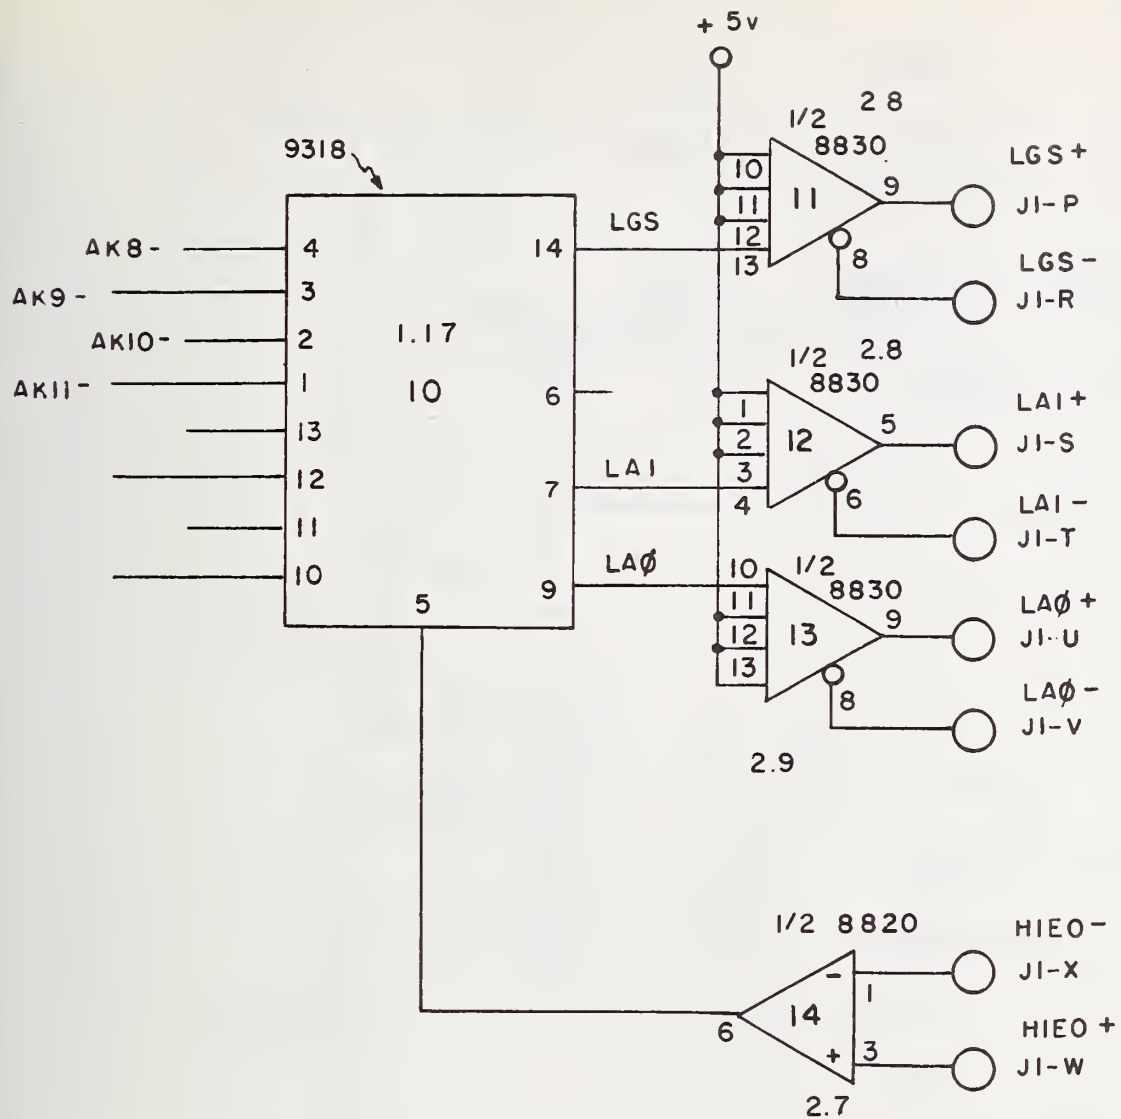 + 5v
1/2 28
8830
9318
10
11
12
13
11
9
8
LGS+
J1-P
LGS-
J1-R
AK8-
AK9-
AK10-
AK11-
4
3
2
1
13
12
11
10
1.17
10
14
6
7
9
5
LGS
LA1
LAØ
1/2 2.8
8830
1
2
3
4
12
5
6
LA1+
J1-S
LA1-
J1-T
1/2
8830
10
11
12
13
13
9
8
2.9
LAØ+
J1-U
LAØ-
J1-V
1/2 8820
-
+
14
1
3
6
2.7
HIEO-
J1-X
HIEO+
J1-W